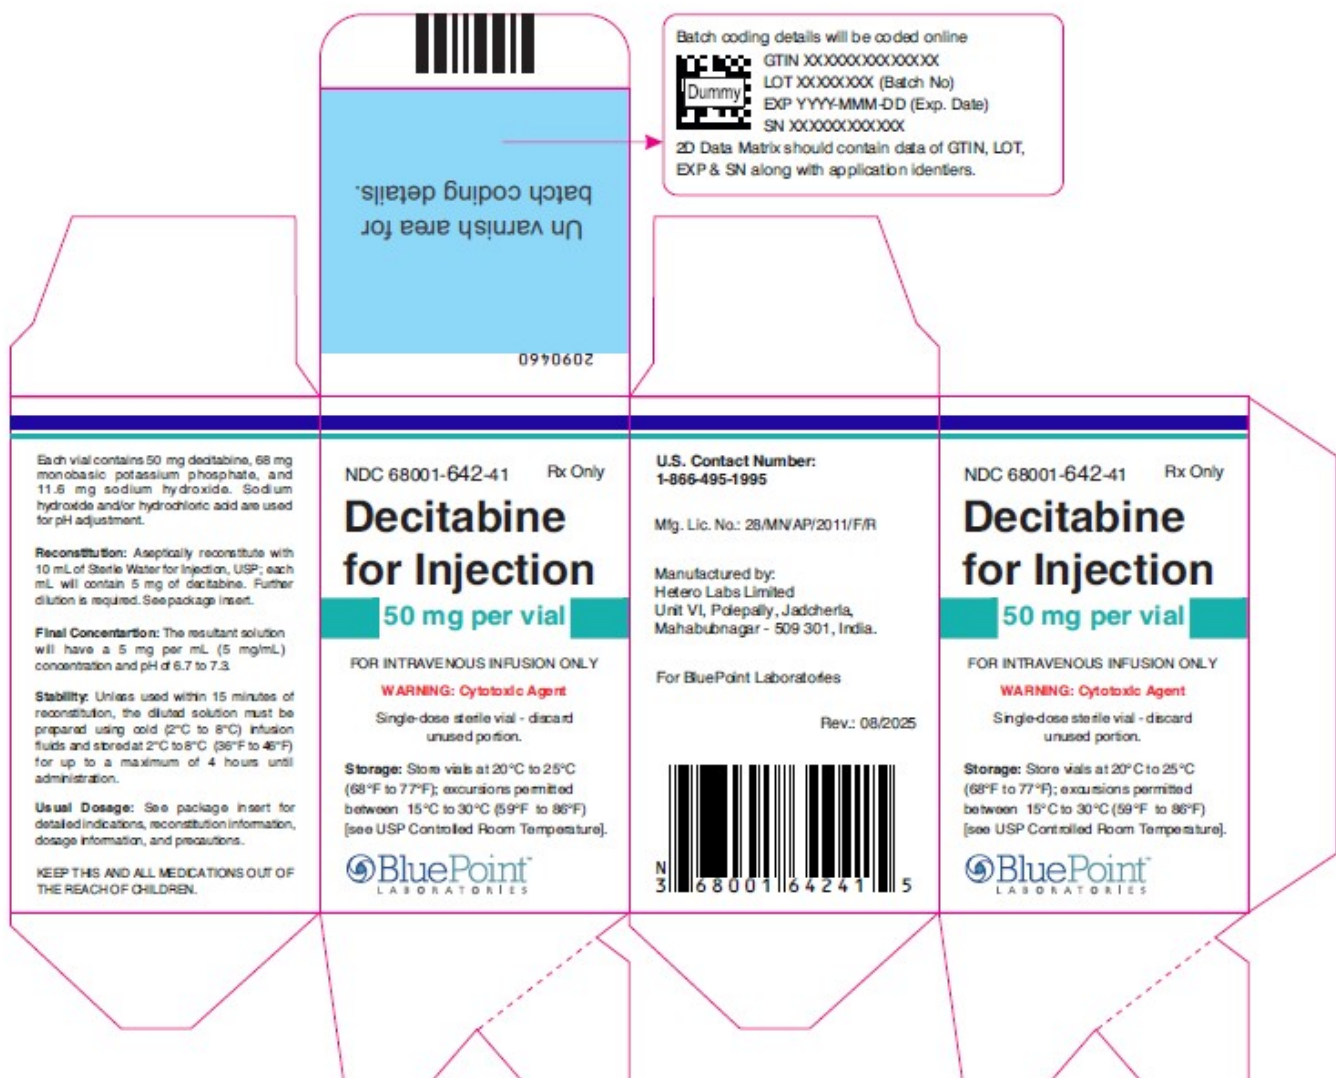 Batch coding details will be coded online
Dummy
GTIN XXXXXXXXXXXXXX
LOT XXXXXXXX (Batch No)
EXP YYYY-MMM-DD (Exp. Date)
SN XXXXXXXXXXXX
2D Data Matrix should contain data of GTIN, LOT,
EXP & SN along with application identiers.
Un varnish area for
batch coding details.
2090460
Each vial contains 50 mg decitabine, 68 mg
monobasic potassium phosphate, and
11.6 mg sodium hydroxide. Sodium
hydroxide and/or hydrochloric acid are used
for pH adjustment.
Reconstitution: Aseptically reconstitute with
10 mL of Sterile Water for Injection, USP; each
mL will contain 5 mg of decitabine. Further
dilution is required. See package insert.
Final Concentartion: The resultant solution
will have a 5 mg per mL (5 mg/mL)
concentration and pH of 6.7 to 7.3.
Stability: Unless used within 15 minutes of
reconstitution, the diluted solution must be
prepared using cold (2°C to 8°C) infusion
fluids and stored at 2°C to 8°C (36°F to 46°F)
for up to a maximum of 4 hours until
administration.
Usual Dosage: See package insert for
detailed indications, reconstitution information,
dosage information, and precautions.
KEEP THIS AND ALL MEDICATIONS OUT OF
THE REACH OF CHILDREN.
NDC 68001-642-41 Rx Only
Decitabine
for Injection
50 mg per vial
FOR INTRAVENOUS INFUSION ONLY
WARNING: Cytotoxic Agent
Single-dose sterile vial - discard
unused portion.
Storage: Store vials at 20°C to 25°C
(68°F to 77°F); excursions permitted
between 15°C to 30°C (59°F to 86°F)
[see USP Controlled Room Temperature].
BluePoint™
LABORATORIES
U.S. Contact Number:
1-866-495-1995
Mfg. Lic. No.: 28/MN/AP/2011/F/R
Manufactured by:
Hetero Labs Limited
Unit VI, Polepally, Jadcherla,
Mahabubnagar - 509 301, India.
For BluePoint Laboratories
Rev.: 08/2025
N
3 68001 64241 5
NDC 68001-642-41 Rx Only
Decitabine
for Injection
50 mg per vial
FOR INTRAVENOUS INFUSION ONLY
WARNING: Cytotoxic Agent
Single-dose sterile vial - discard
unused portion.
Storage: Store vials at 20°C to 25°C
(68°F to 77°F); excursions permitted
between 15°C to 30°C (59°F to 86°F)
[see USP Controlled Room Temperature].
BluePoint™
LABORATORIES